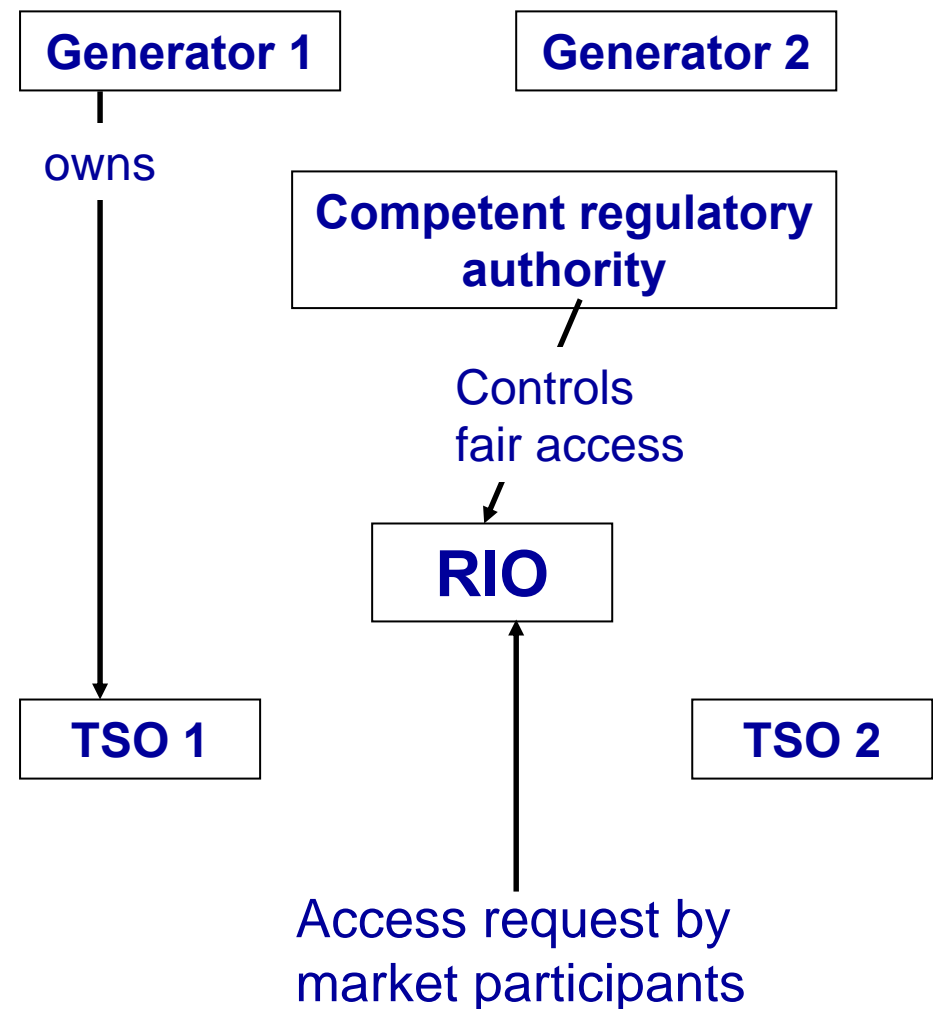 Generator 1
Generator 2
owns
Competent regulatory
authority
Controls
fair access
RIO
TSO 1
TSO 2
Access request by
market participants